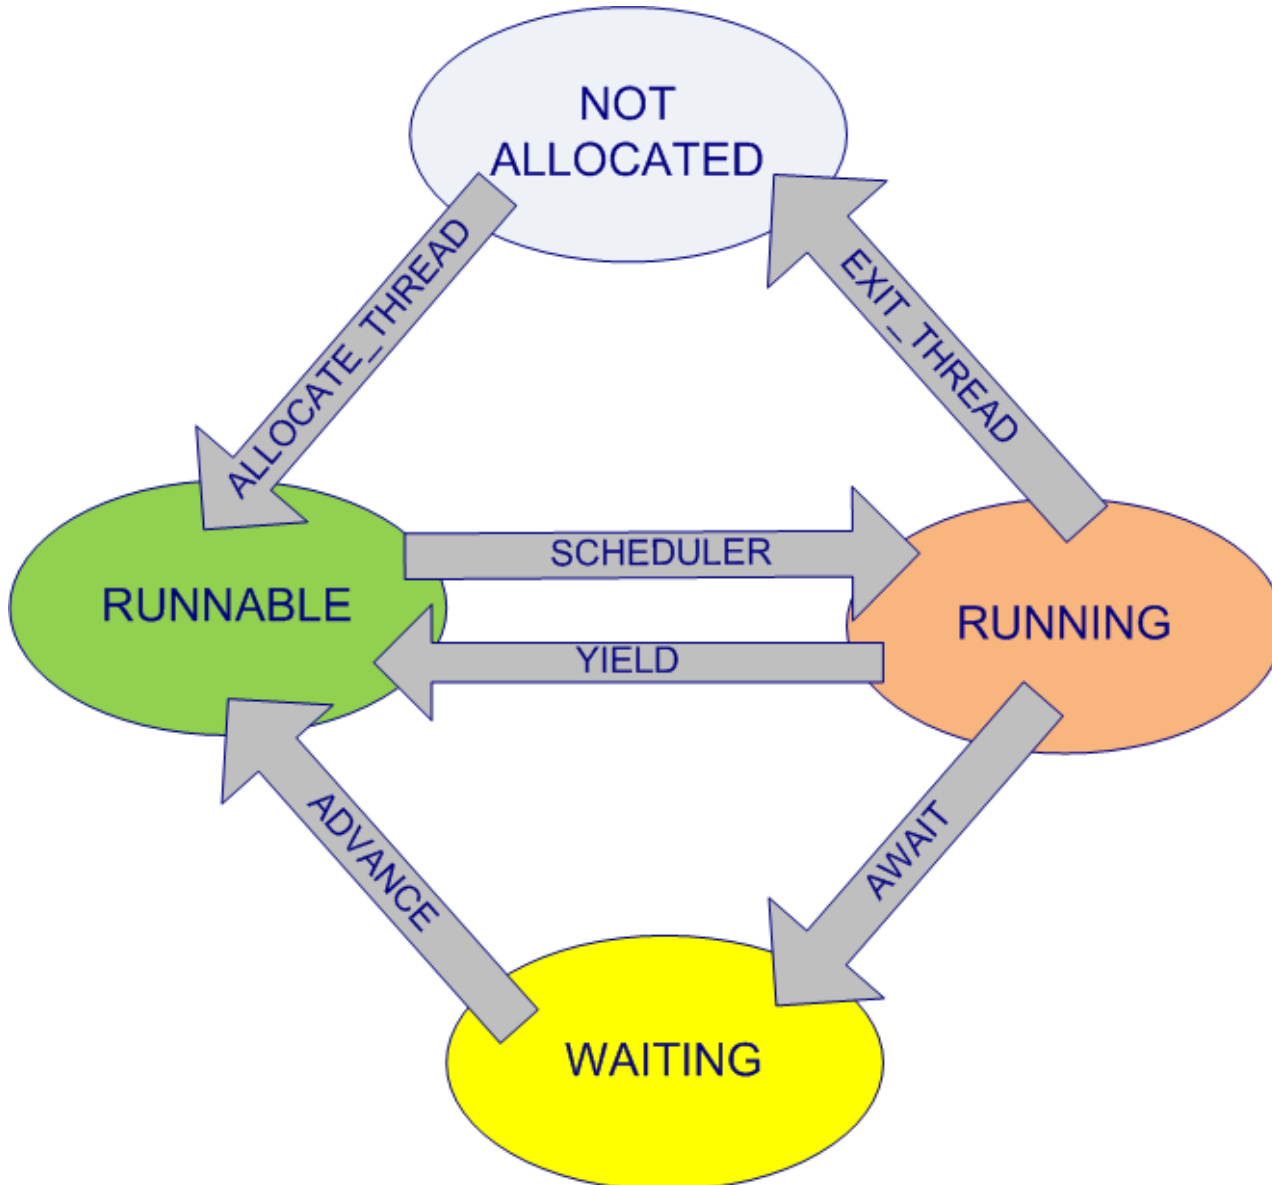 NOT
ALLOCATED
ALLOCATE_THREAD
EXIT_THREAD
SCHEDULER
RUNNABLE
RUNNING
YIELD
ADVANCE
AWAIT
WAITING